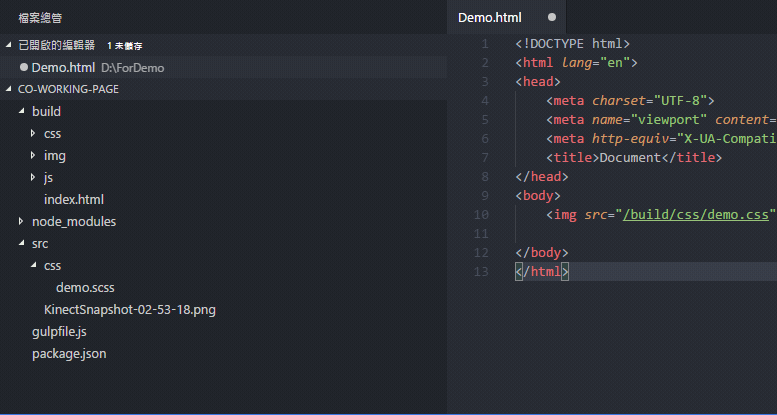 檔案總管
已開啟的編輯器 1 未儲存
Demo.html D:\ForDemo
CO-WORKING-PAGE
build
css
img
js
index.html
node_modules
src
css
demo.scss
KinectSnapshot-02-53-18.png
gulpfile.js
package.json
Demo.html
1 <!DOCTYPE html>
2 <html lang="en">
3 <head>
4 <meta charset="UTF-8">
5 <meta name="viewport" content=
6 <meta http-equiv="X-UA-Compati
7 <title>Document</title>
8 </head>
9 <body>
10 <img src="/build/css/demo.css"
11
12 </body>
13 </html>